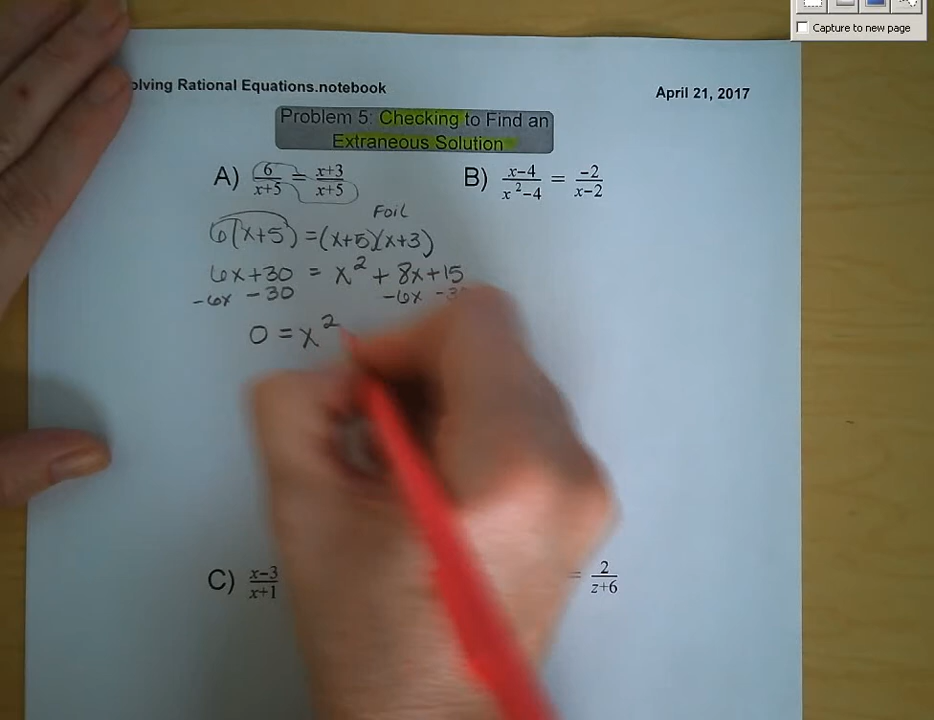 Capture to new page
olving Rational Equations.notebook April 21, 2017
Problem 5: Checking to Find an
Extraneous Solution
A) 6/x+5 = x+3/x+5 B) x-4/x²-4 = -2/x-2
Foil
6(x+5) = (x+5)(x+3)
6x+30 = x² + 8x+15
-6x -30 -6x -30
0 = x²
C) x-3/x+1 = 2/z+6